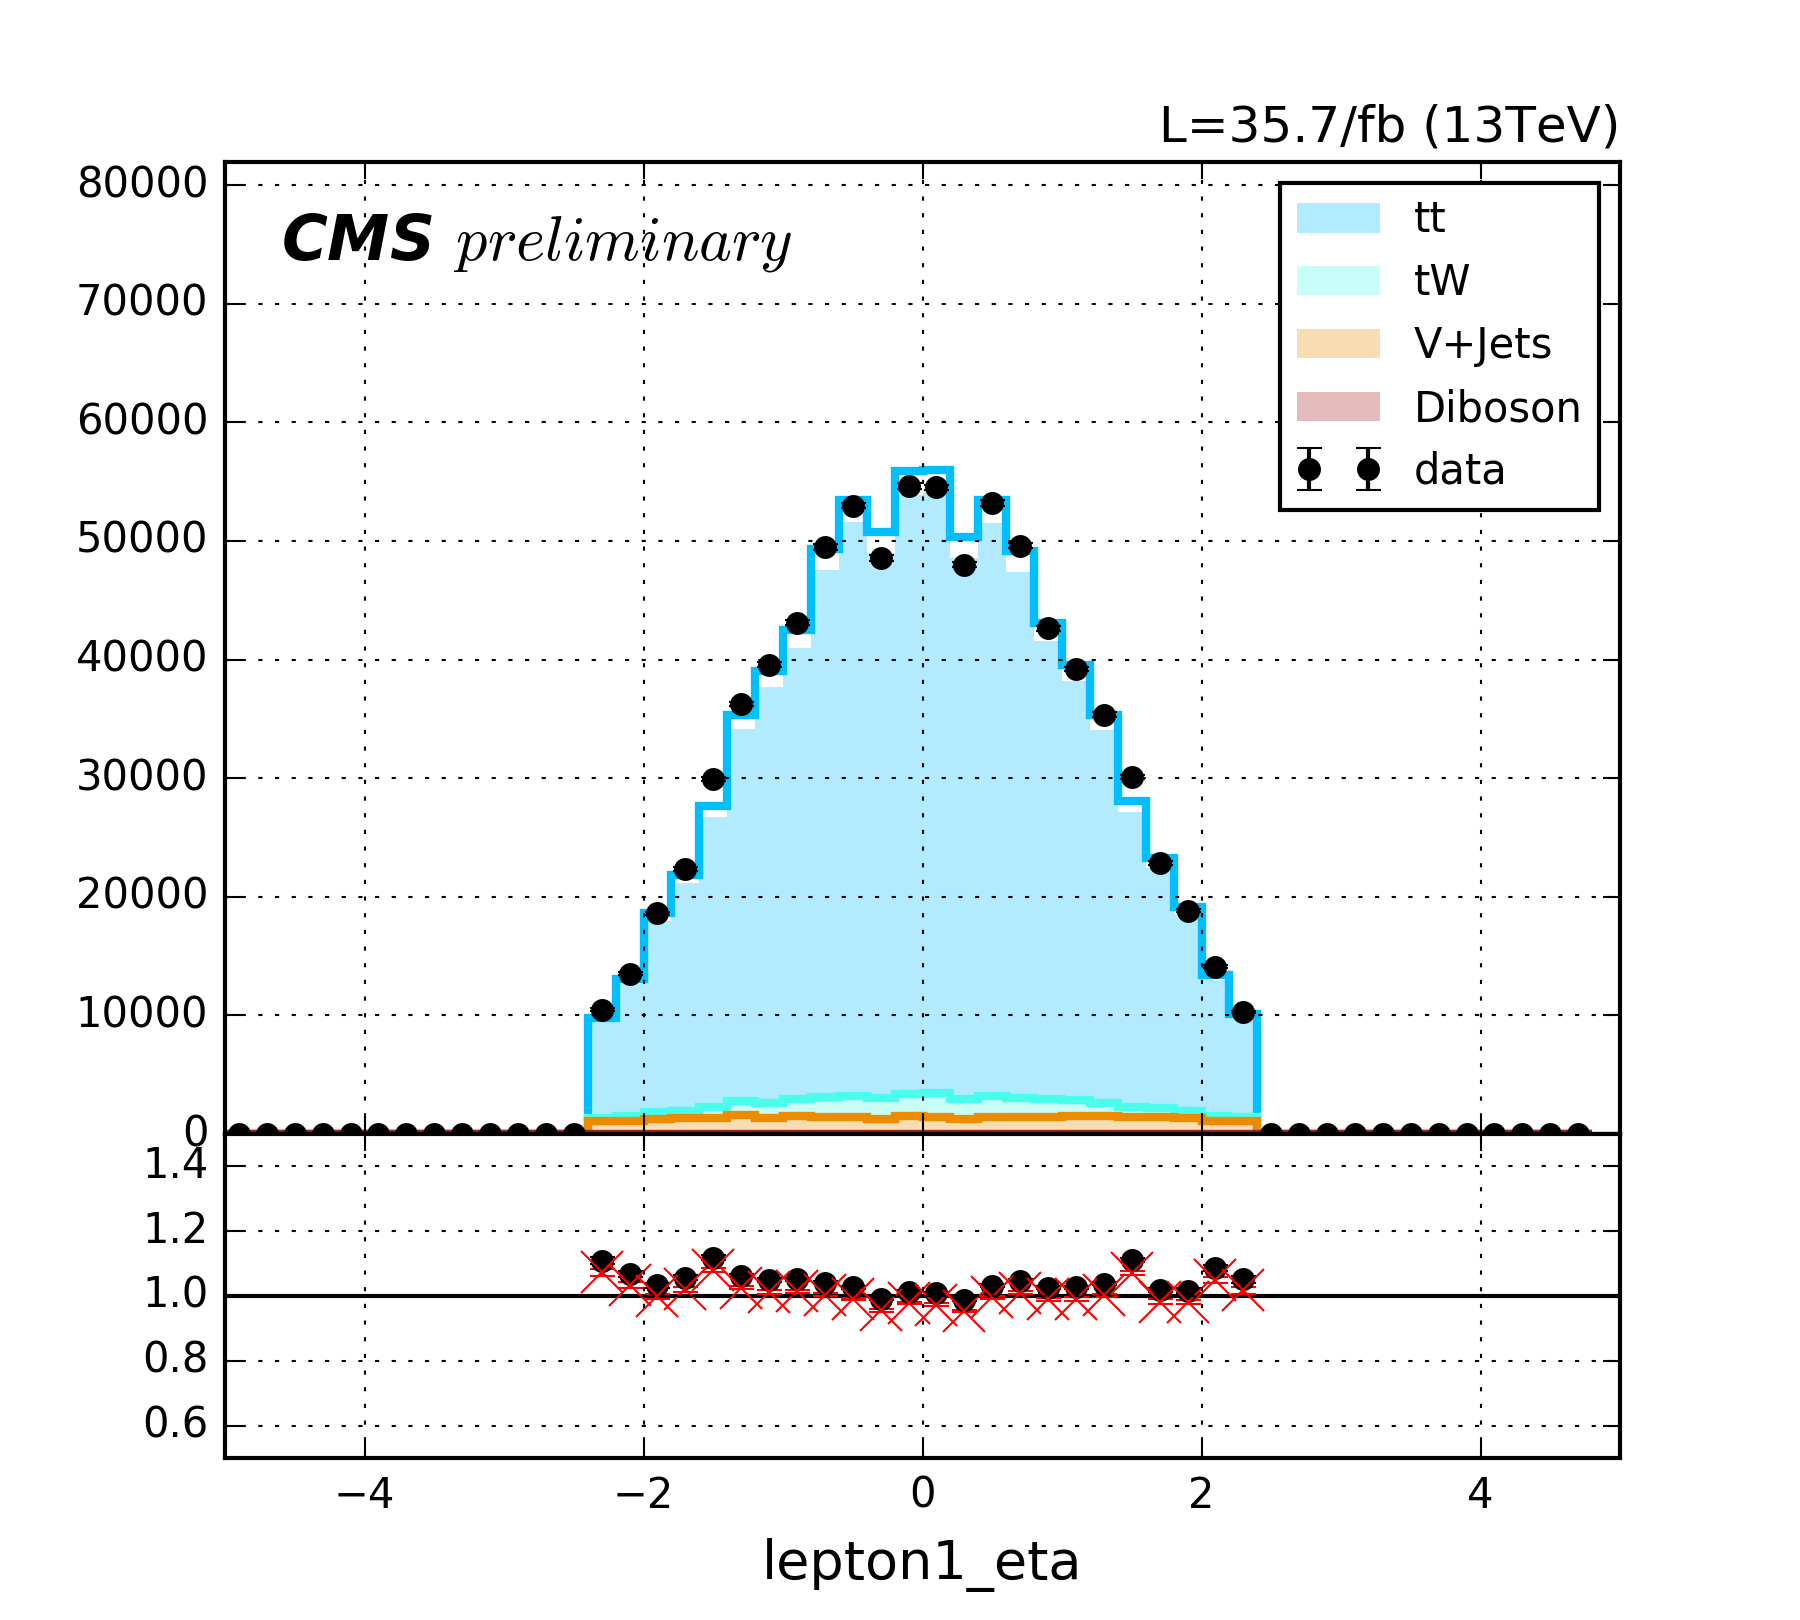 L=35.7/fb (13TeV)
CMS preliminary
tt
tW
V+Jets
Diboson
data
80000
70000
60000
50000
40000
30000
20000
10000
0
1.4
1.2
1.0
0.8
0.6
−4 −2 0 2 4
lepton1_eta